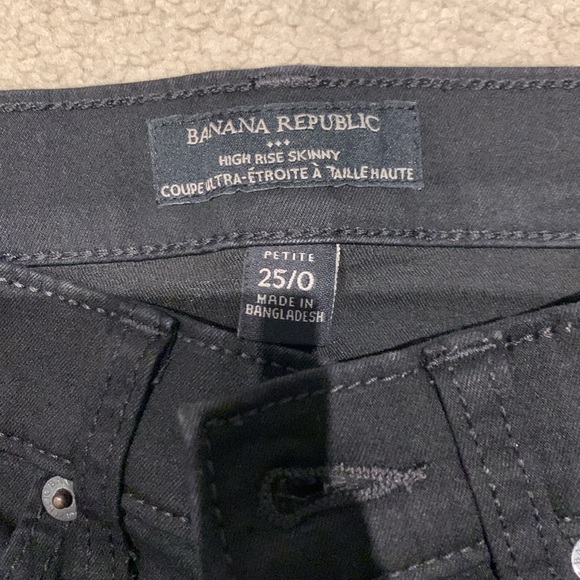 BANANA REPUBLIC
HIGH RISE SKINNY
COUPE ULTRA-ÉTROITE À TAILLE HAUTE
PETITE
25/0
MADE IN
BANGLADESH